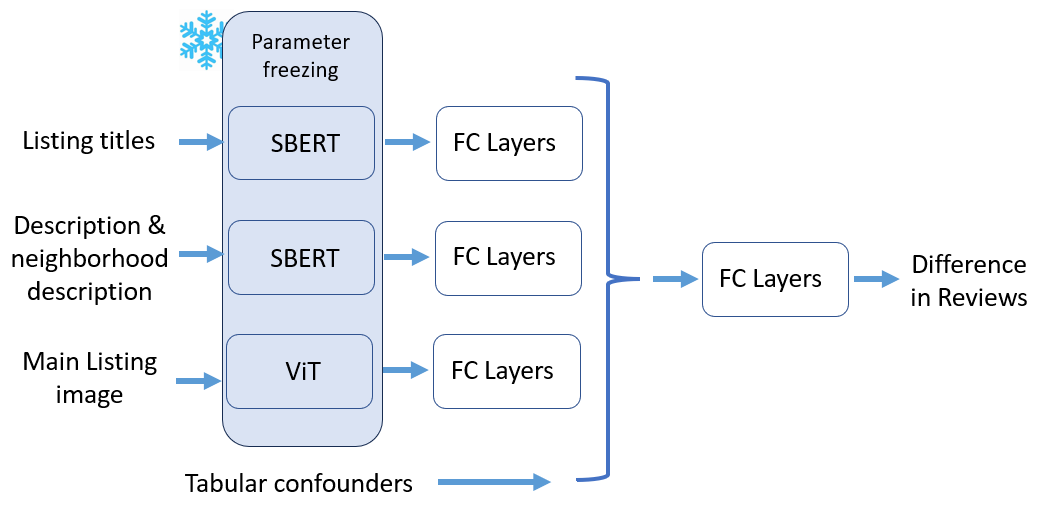 Parameter
freezing
Listing titles
SBERT
FC Layers
Description &
neighborhood
description
SBERT
FC Layers
FC Layers
Difference
in Reviews
Main Listing
image
ViT
FC Layers
Tabular confounders